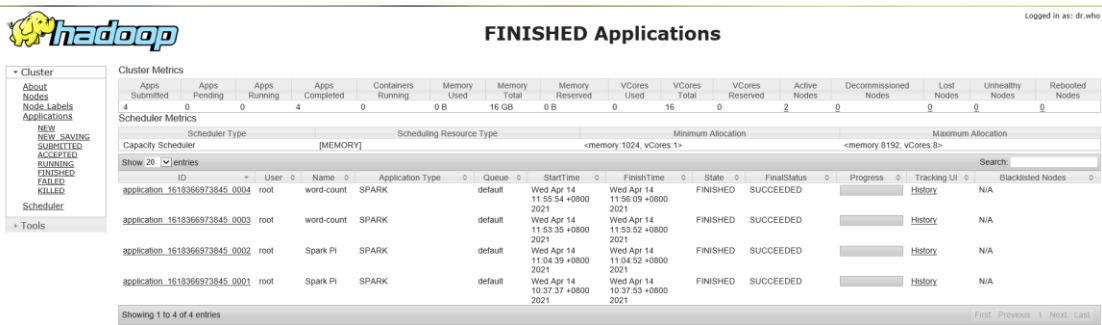 hadoop
FINISHED Applications
Logged in as: dr.who
Cluster
About
Nodes
Node Labels
Applications
NEW
NEW_SAVING
SUBMITTED
ACCEPTED
RUNNING
FINISHED
FAILED
KILLED
Scheduler
Tools
Cluster Metrics
Apps Submitted Apps Pending Apps Running Apps Completed Containers Running Memory Used Memory Total Memory Reserved VCores Used VCores Total VCores Reserved Active Nodes Decommissioned Nodes Lost Nodes Unhealthy Nodes Rebooted Nodes
4 0 0 4 0 0 B 16 GB 0 B 0 16 0 2 0 0 0 0
Scheduler Metrics
Scheduler Type Scheduling Resource Type Minimum Allocation Maximum Allocation
Capacity Scheduler [MEMORY] <memory:1024, vCores:1> <memory:8192, vCores:8>
Show 20 entries Search:
ID User Name Application Type Queue StartTime FinishTime State FinalStatus Progress Tracking UI Blacklisted Nodes
application_1618366973845_0004 root word-count SPARK default Wed Apr 14 11:55:54 +0800 2021 Wed Apr 14 11:56:09 +0800 2021 FINISHED SUCCEEDED History N/A
application_1618366973845_0003 root word-count SPARK default Wed Apr 14 11:53:35 +0800 2021 Wed Apr 14 11:53:52 +0800 2021 FINISHED SUCCEEDED History N/A
application_1618366973845_0002 root Spark Pi SPARK default Wed Apr 14 11:04:39 +0800 2021 Wed Apr 14 11:04:52 +0800 2021 FINISHED SUCCEEDED History N/A
application_1618366973845_0001 root Spark Pi SPARK default Wed Apr 14 10:37:37 +0800 2021 Wed Apr 14 10:37:53 +0800 2021 FINISHED SUCCEEDED History N/A
Showing 1 to 4 of 4 entries First Previous 1 Next Last